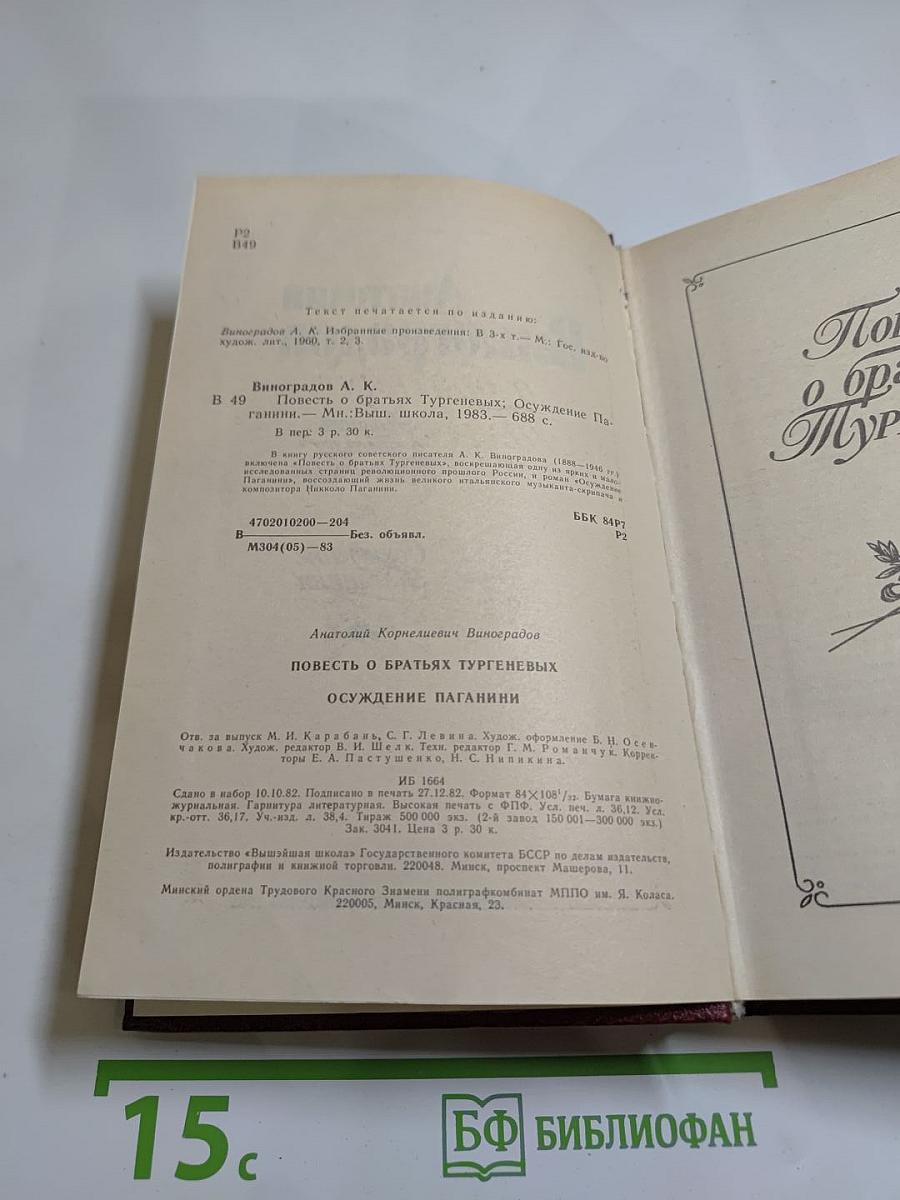 Р2
В49
Текст печатается по изданию:
Виноградов А. К. Избранные произведения: В 3-х т.— М.: Гос. изд-во
худож. лит., 1960, т. 2, 3.
Виноградов А. К.
В 49 Повесть о братьях Тургеневых; Осуждение Па-
ганини.— Мн.:Выш. школа, 1983.— 688 с.
В пер.: 3 р. 30 к.
В книгу русского советского писателя А. К. Виноградова (1888—1946 гг.)
включена «Повесть о братьях Тургеневых», воскрешающая одну из ярких и мало-
исследованных страниц революционного прошлого России, и роман «Осуждение
Паганини», воссоздающий жизнь великого итальянского музыканта-скрипача и
композитора Никколо Паганини.
4702010200—204
В——Без. объявл.
М304(05)—83
ББК 84Р7
Р2
Анатолий Корнелиевич Виноградов
ПОВЕСТЬ О БРАТЬЯХ ТУРГЕНЕВЫХ
ОСУЖДЕНИЕ ПАГАНИНИ
Отв. за выпуск М. И. Карабань, С. Г. Левина. Худож. оформление Б. Н. Осен-
чакова. Худож. редактор В. И. Шелк. Техн. редактор Г. М. Романчук. Коррек-
торы Е. А. Пастушенко, Н. С. Нипикина.
ИБ 1664
Сдано в набор 10.10.82. Подписано в печать 27.12.82. Формат 84×108¹/₃₂. Бумага книжно-
журнальная. Гарнитура литературная. Высокая печать с ФПФ. Усл. печ. л. 36,12. Усл.
кр.-отт. 36,17. Уч.-изд. л. 38,4. Тираж 500 000 экз. (2-й завод 150 001—300 000 экз.)
Зак. 3041. Цена 3 р. 30 к.
Издательство «Вышэйшая школа» Государственного комитета БССР по делам издательств,
полиграфии и книжной торговли. 220048. Минск, проспект Машерова, 11.
Минский ордена Трудового Красного Знамени полиграфкомбинат МППО им. Я. Коласа.
220005, Минск, Красная, 23.
Пов
о бра
Тург
15 с
БФ БИБЛИОФАН